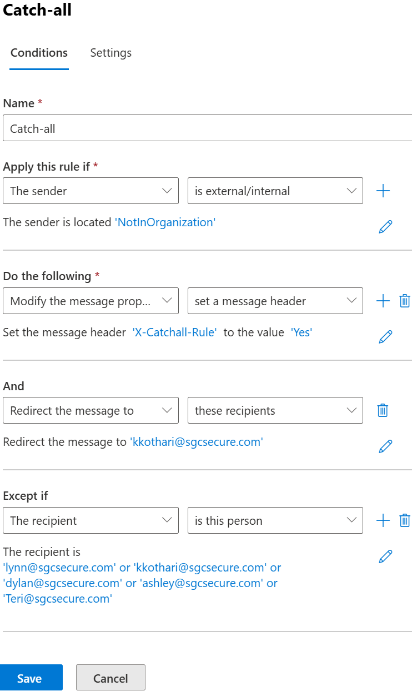 Catch-all
Conditions Settings
Name *
Catch-all
Apply this rule if *
The sender is external/internal
The sender is located 'NotInOrganization'
Do the following *
Modify the message prop... set a message header
Set the message header 'X-Catchall-Rule' to the value 'Yes'
And
Redirect the message to these recipients
Redirect the message to 'kkothari@sgcsecure.com'
Except if
The recipient is this person
The recipient is
'lynn@sgcsecure.com' or 'kkothari@sgcsecure.com' or
'dylan@sgcsecure.com' or 'ashley@sgcsecure.com' or
'Teri@sgcsecure.com'
Save Cancel